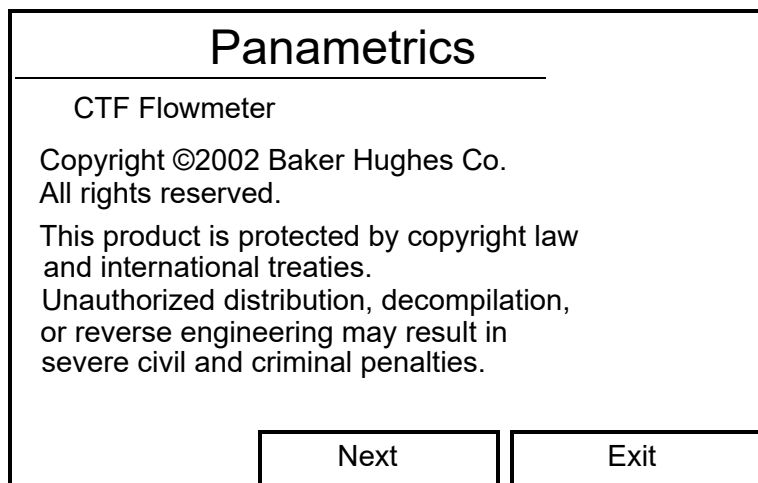 Panametrics
CTF Flowmeter
Copyright ©2002 Baker Hughes Co.
All rights reserved.
This product is protected by copyright law
and international treaties.
Unauthorized distribution, decompilation,
or reverse engineering may result in
severe civil and criminal penalties.
Next
Exit